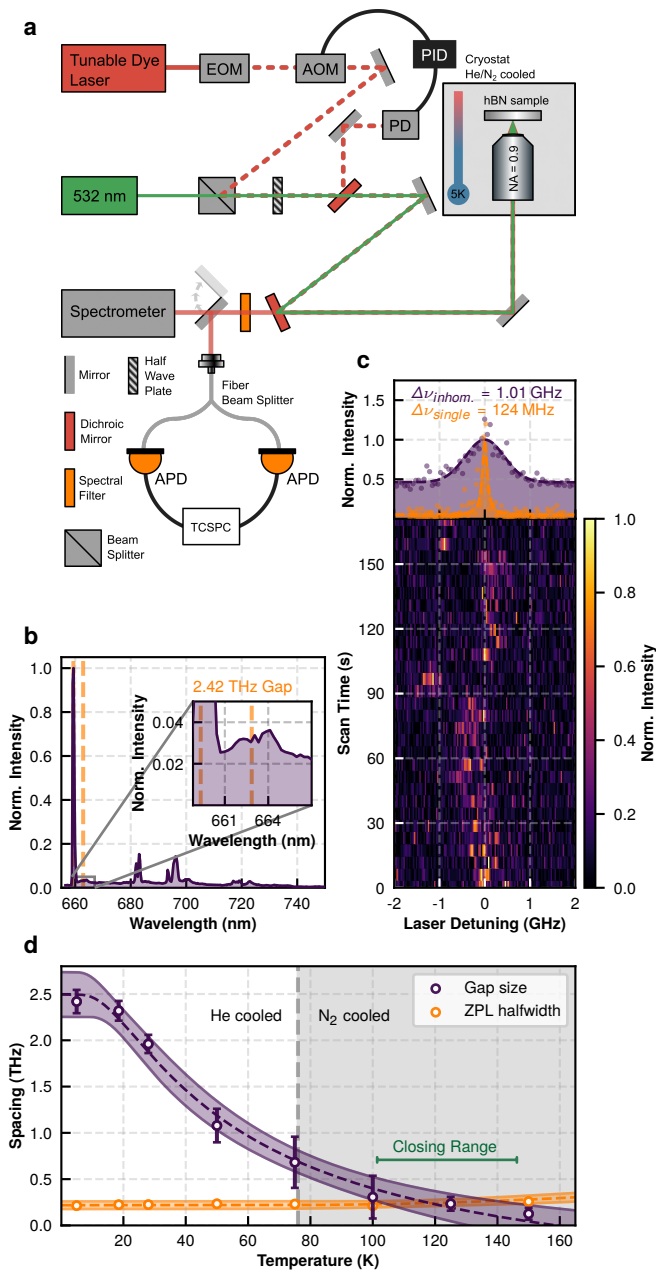 a
Tunable Dye
Laser
EOM
AOM
PID
PD
Cryostat
He/N₂ cooled
hBN sample
NA = 0.9
5K
532 nm
Spectrometer
Mirror
Half
Wave
Plate
Fiber
Beam Splitter
Dichroic
Mirror
APD
APD
Spectral
Filter
TCSPC
Beam
Splitter
c
Δν_inhom. = 1.01 GHz
Δν_single = 124 MHz
Norm. Intensity
1.5
1.0
0.5
Scan Time (s)
150
120
90
60
30
0
-2
-1
0
1
2
Laser Detuning (GHz)
1.0
0.8
0.6
0.4
0.2
0.0
Norm. Intensity
b
Norm. Intensity
1.0
0.8
0.6
0.4
0.2
0.0
2.42 THz Gap
Norm. Intensity
0.04
0.02
661
664
Wavelength (nm)
660
680
700
720
740
Wavelength (nm)
d
Spacing (THz)
2.5
2.0
1.5
1.0
0.5
0.0
He cooled
N₂ cooled
Gap size
ZPL halfwidth
Closing Range
20
40
60
80
100
120
140
160
Temperature (K)